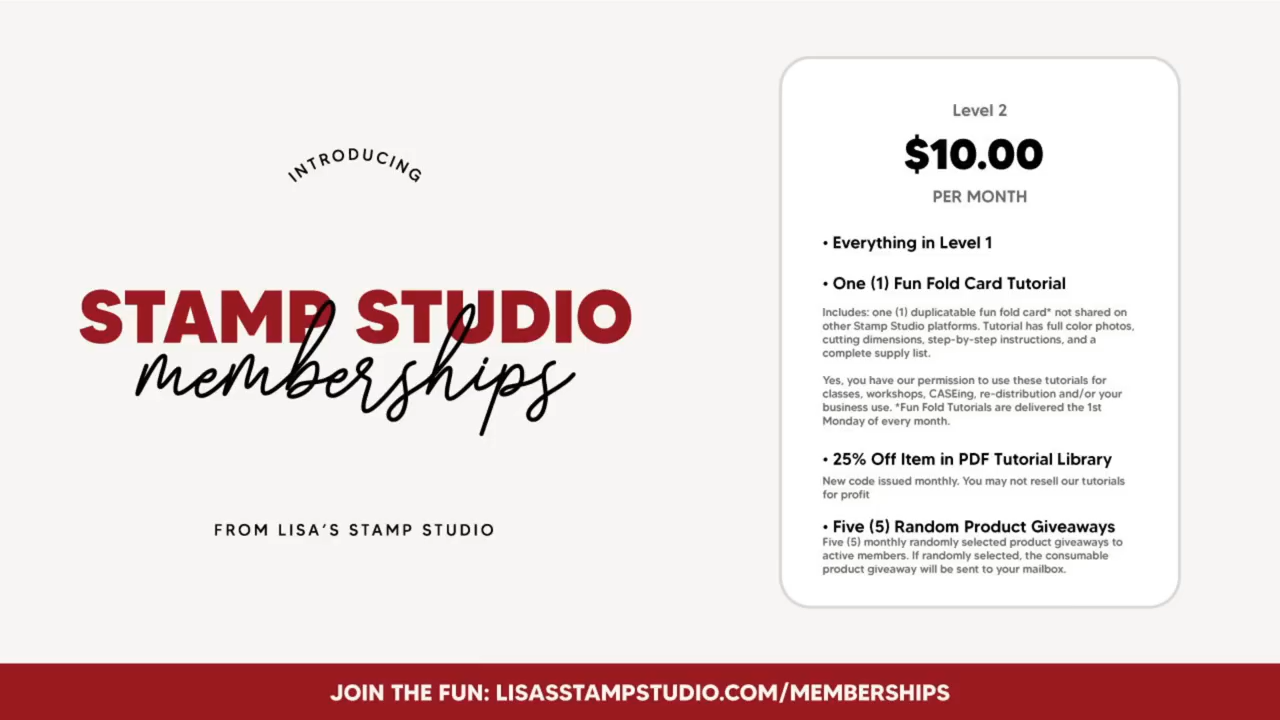 INTRODUCING
STAMP STUDIO
memberships
FROM LISA'S STAMP STUDIO
Level 2
$10.00
PER MONTH
• Everything in Level 1
• One (1) Fun Fold Card Tutorial
Includes: one (1) duplicatable fun fold card* not shared on
other Stamp Studio platforms. Tutorial has full color photos,
cutting dimensions, step-by-step instructions, and a
complete supply list.
Yes, you have our permission to use these tutorials for
classes, workshops, CASEing, re-distribution and/or your
business use. *Fun Fold Tutorials are delivered the 1st
Monday of every month.
• 25% Off Item in PDF Tutorial Library
New code issued monthly. You may not resell our tutorials
for profit
• Five (5) Random Product Giveaways
Five (5) monthly randomly selected product giveaways to
active members. If randomly selected, the consumable
product giveaway will be sent to your mailbox.
JOIN THE FUN: LISASSTAMPSTUDIO.COM/MEMBERSHIPS